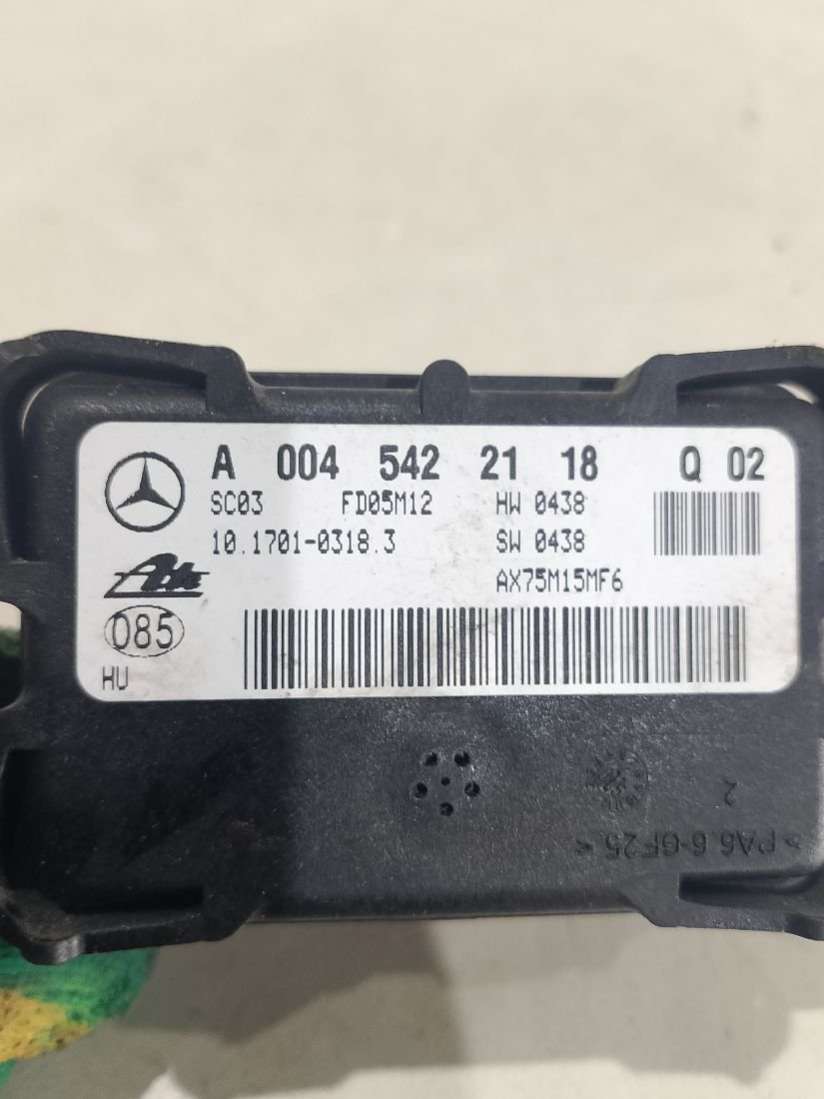 A 004 542 21 18 Q 02
SC03 FD05M12 HW 0438
10.1701-0318.3 SW 0438
Ate AX75M15MF6
085
HU
2
>PA6.6-GF25<